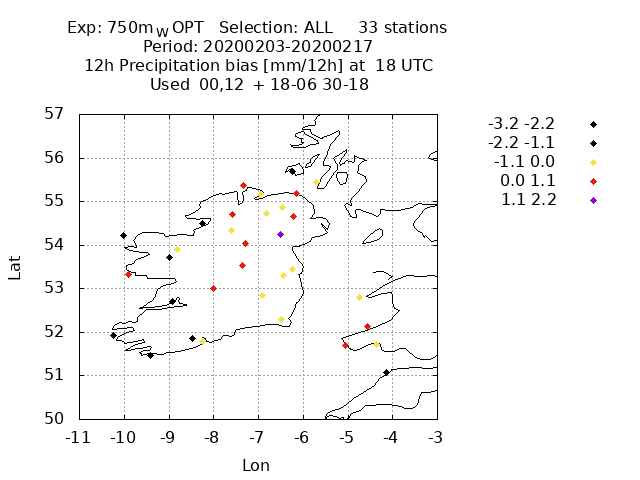 Exp: 750m_W OPT Selection: ALL 33 stations
Period: 20200203-20200217
12h Precipitation bias [mm/12h] at 18 UTC
Used 00,12 + 18-06 30-18
-3.2 -2.2
-2.2 -1.1
-1.1 0.0
0.0 1.1
1.1 2.2
Lat
57
56
55
54
53
52
51
50
-11 -10 -9 -8 -7 -6 -5 -4 -3
Lon